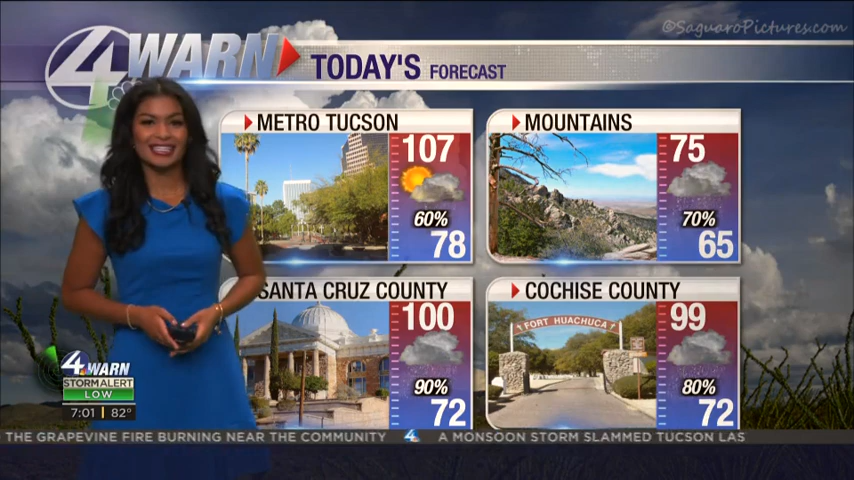 ©SaguaroPictures.com
4WARN
TODAY'S FORECAST
METRO TUCSON
107
60%
78
MOUNTAINS
75
70%
65
SANTA CRUZ COUNTY
100
90%
72
COCHISE COUNTY
FORT HUACHUCA
99
80%
72
4WARN
STORMALERT
LOW
7:01 82°
THE GRAPEVINE FIRE BURNING NEAR THE COMMUNITY 4 A MONSOON STORM SLAMMED TUCSON LAS